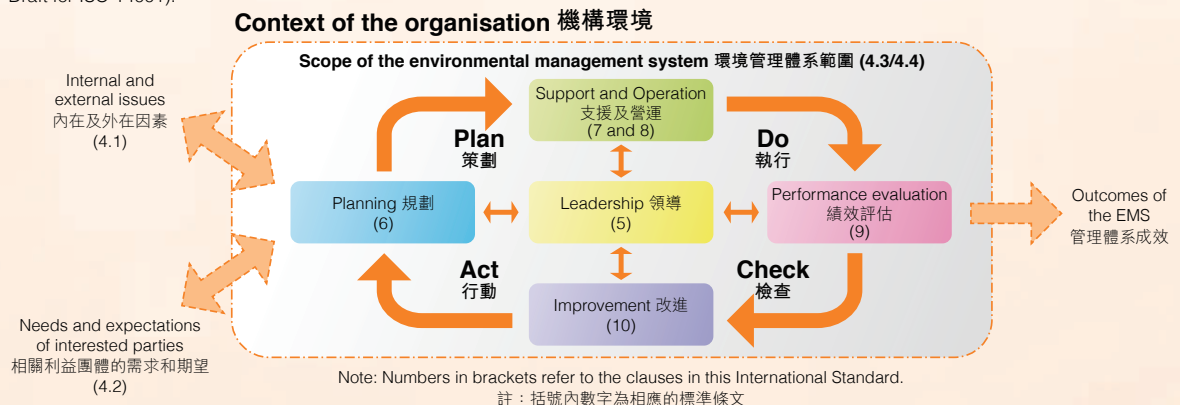 Draft for ISO 14001).
Context of the organisation 機構環境
Scope of the environmental management system 環境管理體系範圍 (4.3/4.4)
Internal and
external issues
內在及外在因素
(4.1)
Support and Operation
支援及營運
(7 and 8)
Plan
策劃
Do
執行
Planning 規劃
(6)
Leadership 領導
(5)
Performance evaluation
績效評估
(9)
Outcomes of
the EMS
管理體系成效
Act
行動
Check
檢查
Improvement 改進
(10)
Needs and expectations
of interested parties
相關利益團體的需求和期望
(4.2)
Note: Numbers in brackets refer to the clauses in this International Standard.
註：括號內數字為相應的標準條文